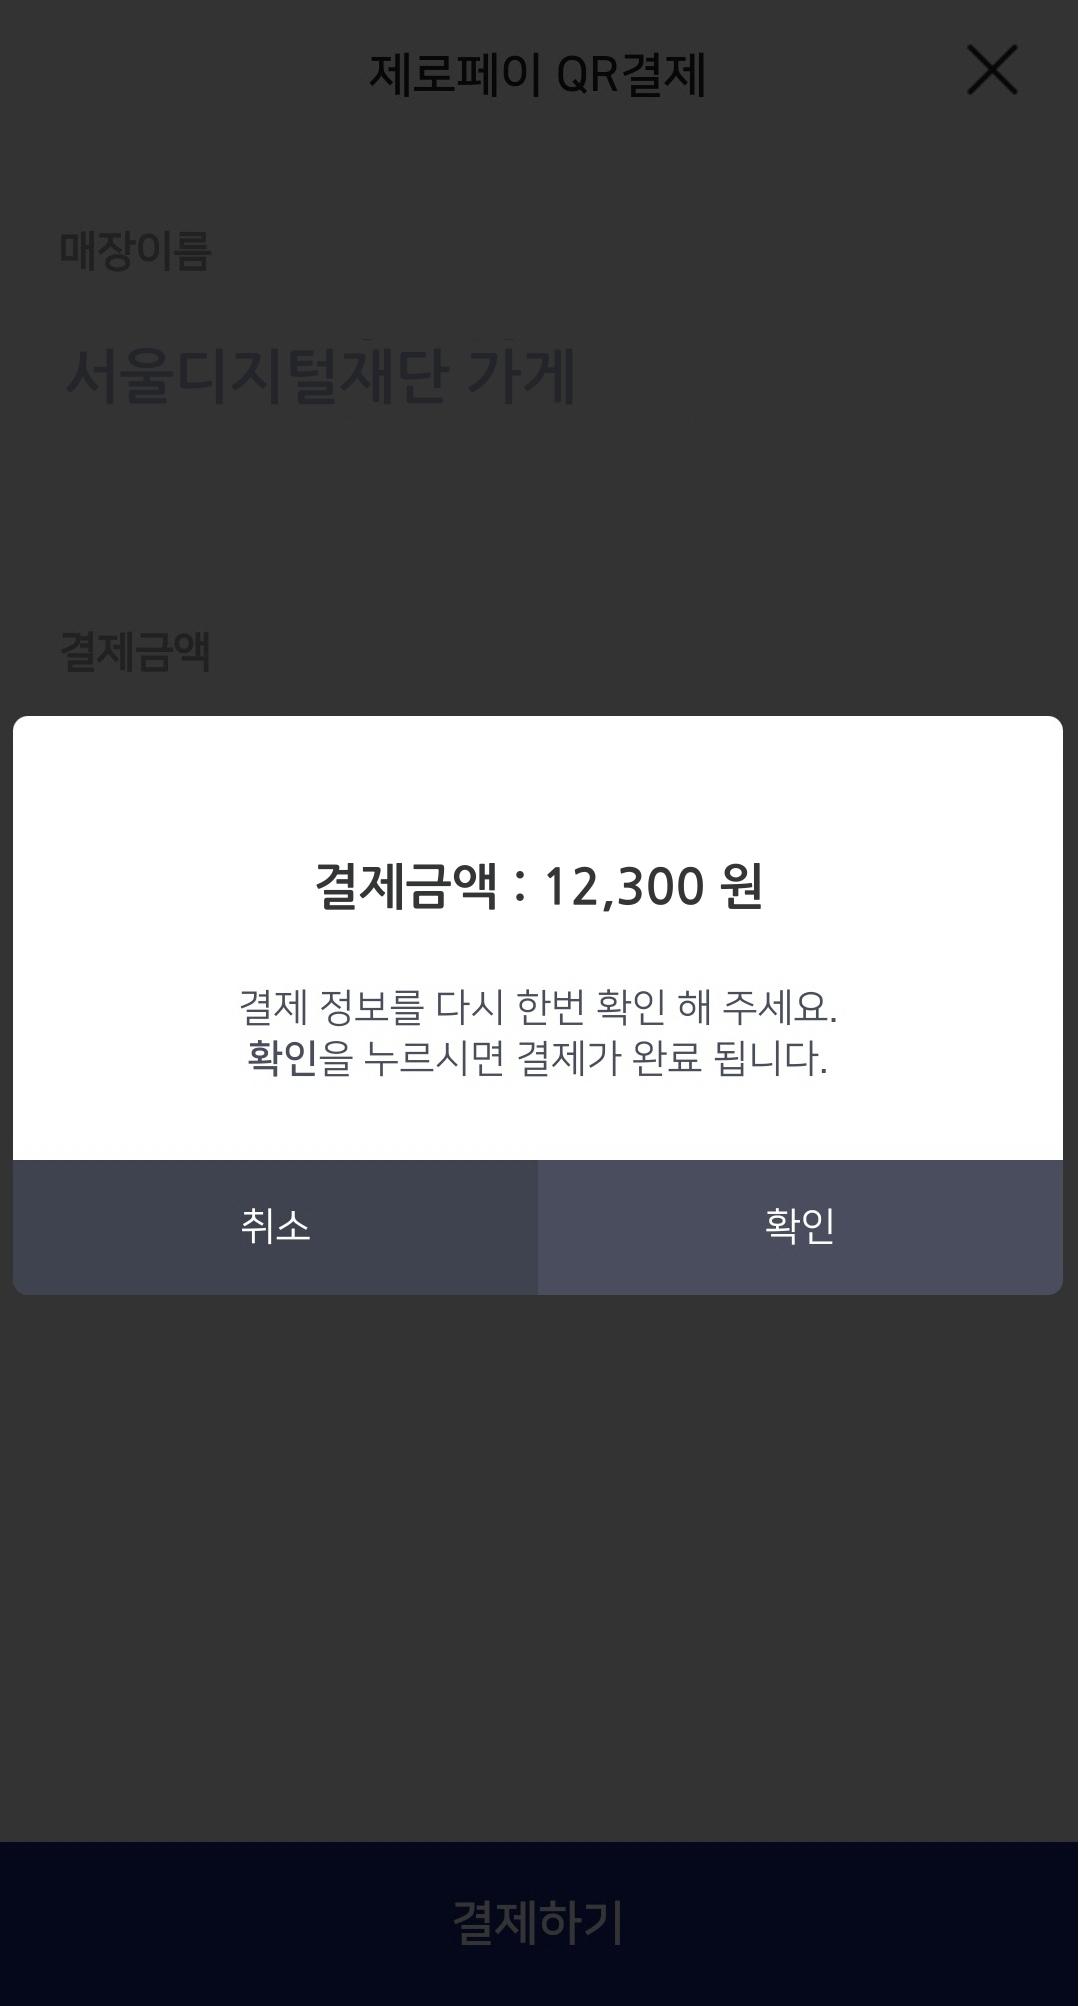 제로페이 QR결제
매장이름
서울디지털재단 가게
결제금액
결제금액 : 12,300 원
결제 정보를 다시 한번 확인 해 주세요.
확인을 누르시면 결제가 완료 됩니다.
취소
확인
결제하기